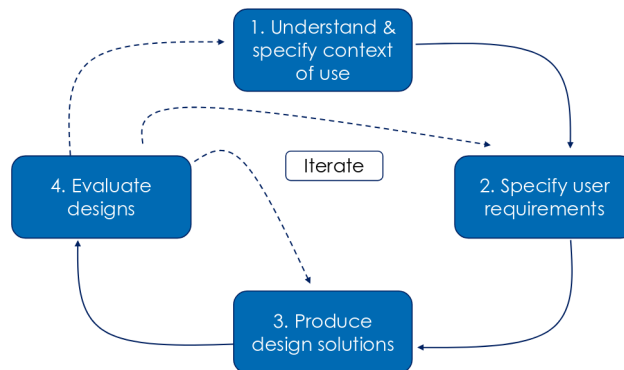 1. Understand &
specify context
of use
Iterate
4. Evaluate
designs
2. Specify user
requirements
3. Produce
design solutions